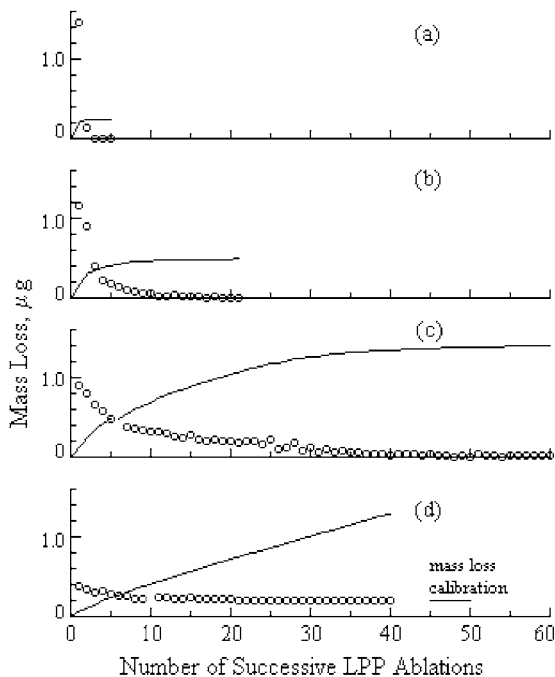 (a)
1.0
0
(b)
1.0
0
Mass Loss, μg
(c)
1.0
0
(d)
1.0
0
mass loss
calibration
0 10 20 30 40 50 60
Number of Successive LPP Ablations